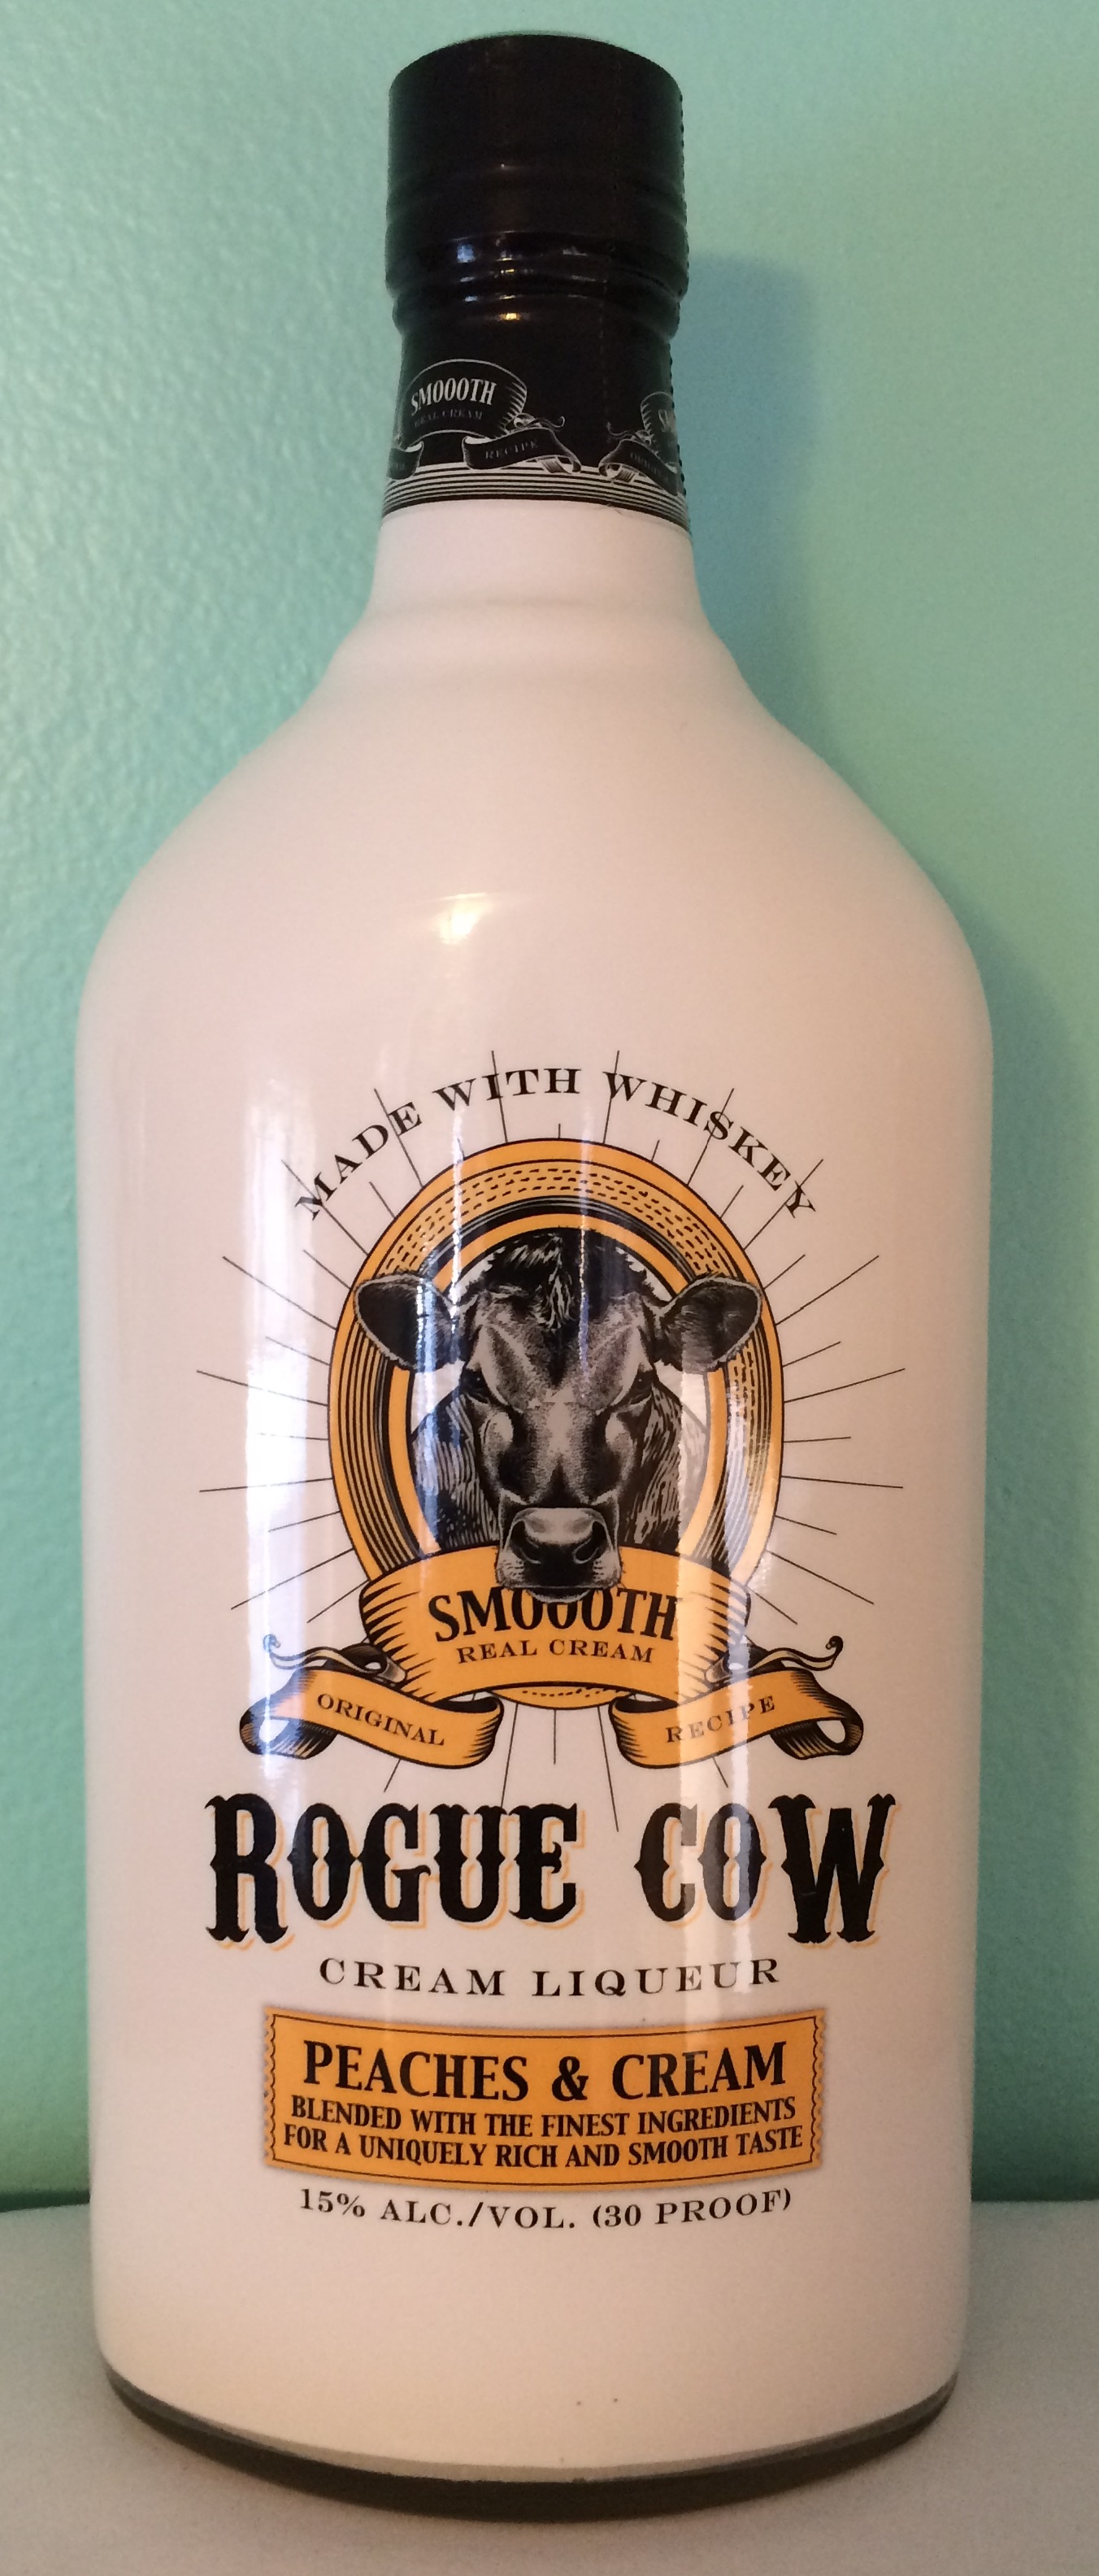 SMOOOTH
REAL CREAM
RECIPE
MADE WITH WHISKEY
SMOOOTH
REAL CREAM
ORIGINAL
RECIPE
ROGUE COW
CREAM LIQUEUR
PEACHES & CREAM
BLENDED WITH THE FINEST INGREDIENTS
FOR A UNIQUELY RICH AND SMOOTH TASTE
15% ALC./VOL. (30 PROOF)